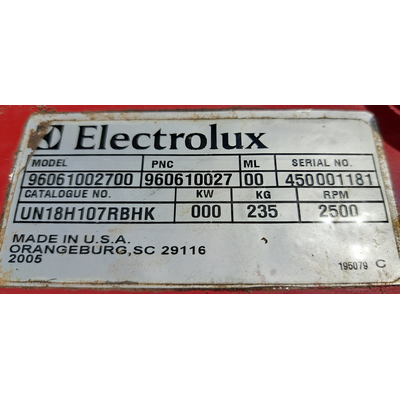 Electrolux
MODEL PNC ML SERIAL NO.
96061002700 960610027 00 450001181
CATALOGUE NO. KW KG RPM
UN18H107RBHK 000 235 2500
MADE IN U.S.A.
ORANGEBURG,SC 29116
2005
195079 C